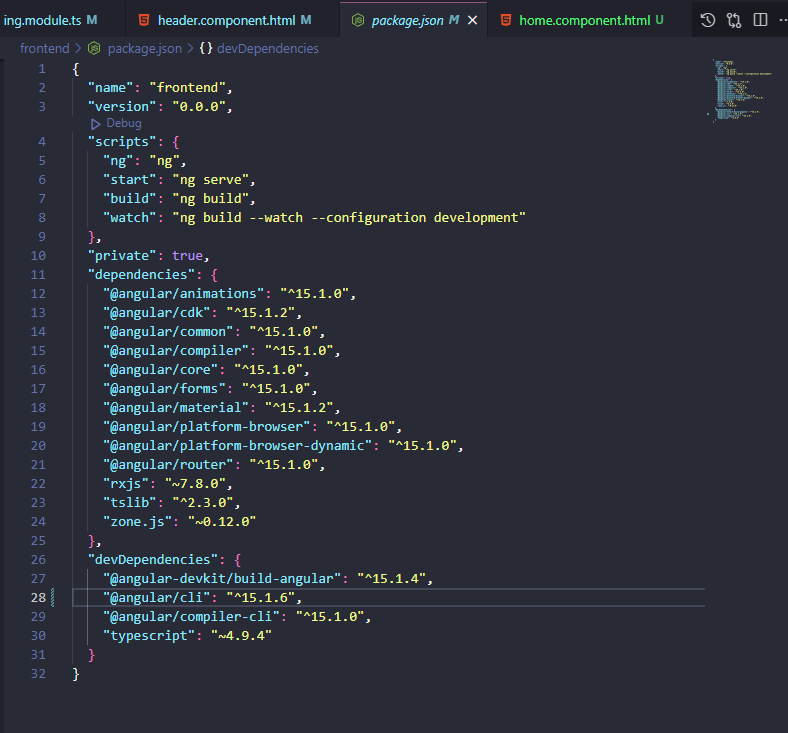 ing.module.ts M header.component.html M package.json M home.component.html U
frontend > package.json > {} devDependencies
1 {
2 "name": "frontend",
3 "version": "0.0.0",
Debug
4 "scripts": {
5 "ng": "ng",
6 "start": "ng serve",
7 "build": "ng build",
8 "watch": "ng build --watch --configuration development"
9 },
10 "private": true,
11 "dependencies": {
12 "@angular/animations": "^15.1.0",
13 "@angular/cdk": "^15.1.2",
14 "@angular/common": "^15.1.0",
15 "@angular/compiler": "^15.1.0",
16 "@angular/core": "^15.1.0",
17 "@angular/forms": "^15.1.0",
18 "@angular/material": "^15.1.2",
19 "@angular/platform-browser": "^15.1.0",
20 "@angular/platform-browser-dynamic": "^15.1.0",
21 "@angular/router": "^15.1.0",
22 "rxjs": "~7.8.0",
23 "tslib": "^2.3.0",
24 "zone.js": "~0.12.0"
25 },
26 "devDependencies": {
27 "@angular-devkit/build-angular": "^15.1.4",
28 "@angular/cli": "^15.1.6",
29 "@angular/compiler-cli": "^15.1.0",
30 "typescript": "~4.9.4"
31 }
32 }